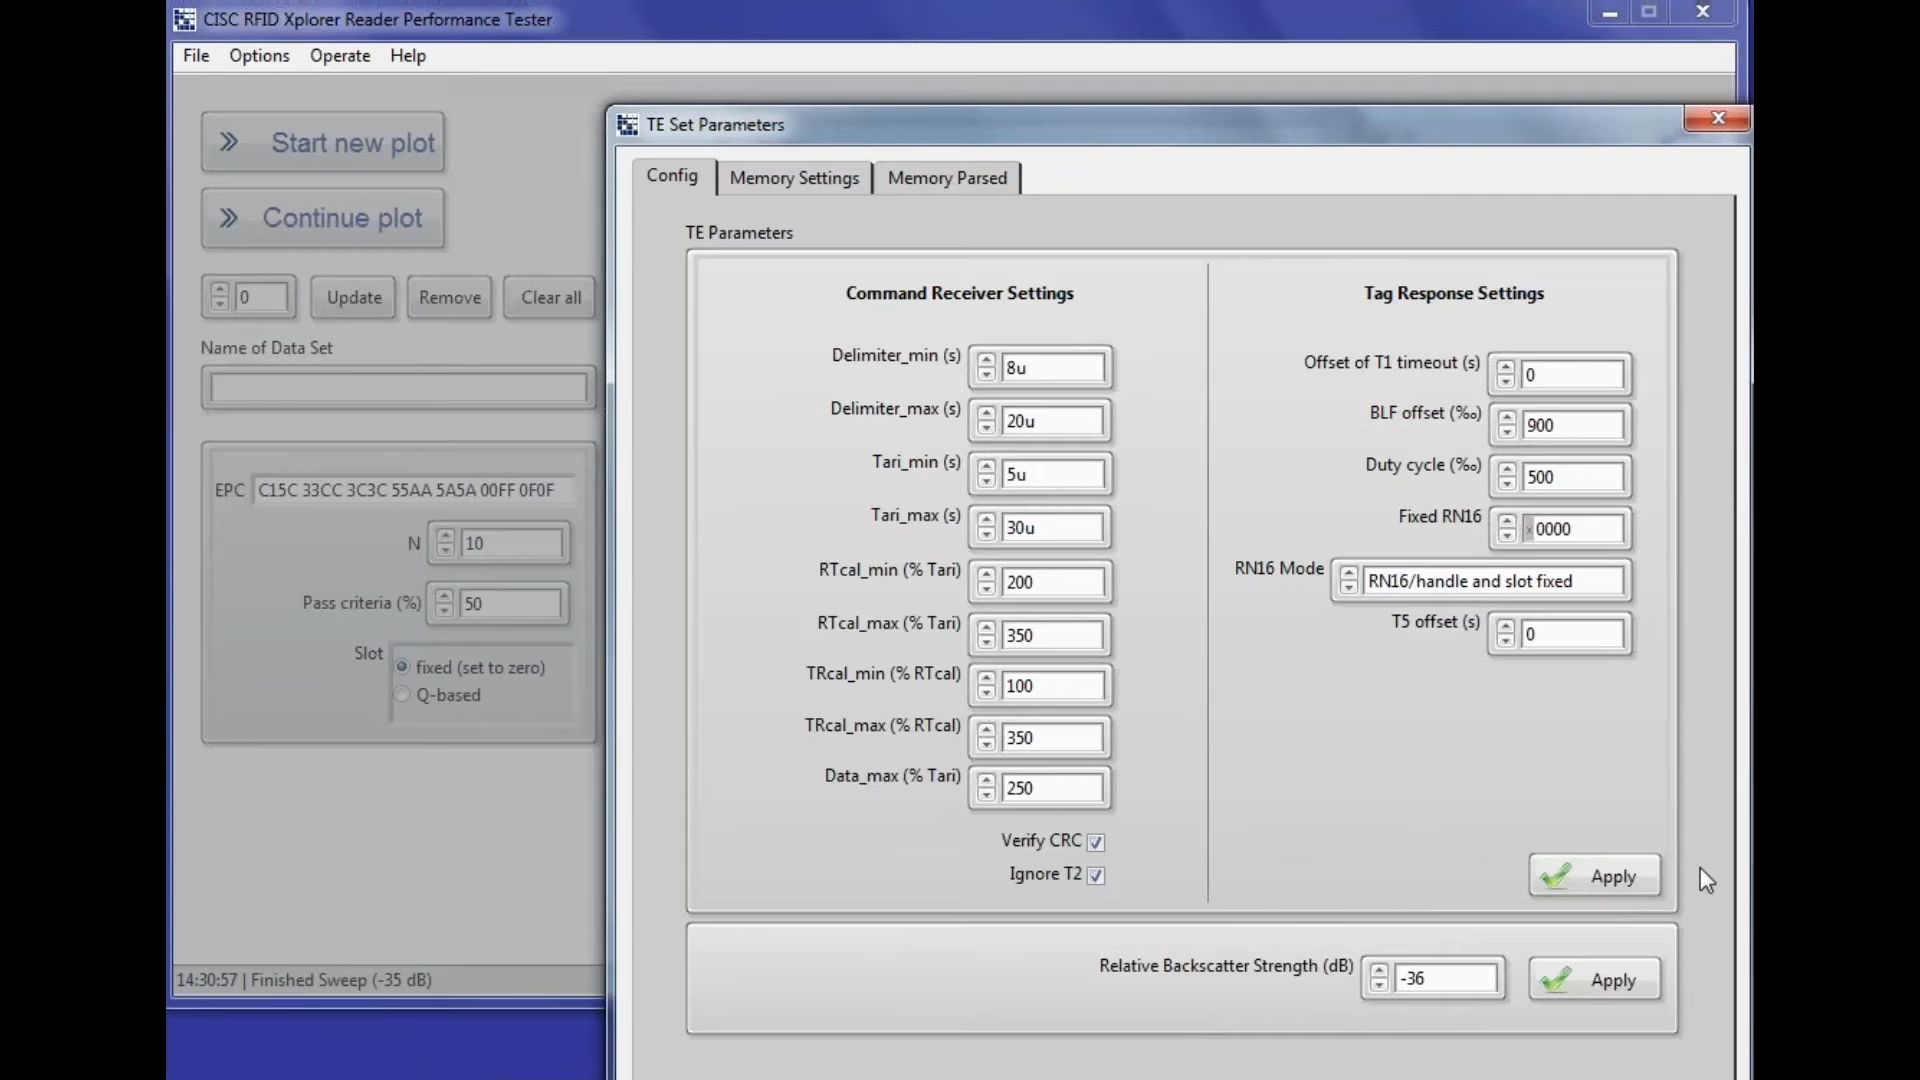 CISC RFID Xplorer Reader Performance Tester
File Options Operate Help
Start new plot
Continue plot
0 Update Remove Clear all
Name of Data Set
EPC C15C 33CC 3C3C 55AA 5A5A 00FF 0F0F
N 10
Pass criteria (%) 50
Slot fixed (set to zero)
Q-based
14:30:57 | Finished Sweep (-35 dB)
TE Set Parameters
Config Memory Settings Memory Parsed
TE Parameters
Command Receiver Settings
Delimiter_min (s) 8u
Delimiter_max (s) 20u
Tari_min (s) 5u
Tari_max (s) 30u
RTcal_min (% Tari) 200
RTcal_max (% Tari) 350
TRcal_min (% RTcal) 100
TRcal_max (% RTcal) 350
Data_max (% Tari) 250
Verify CRC
Ignore T2
Tag Response Settings
Offset of T1 timeout (s) 0
BLF offset (‰) 900
Duty cycle (‰) 500
Fixed RN16 x0000
RN16 Mode RN16/handle and slot fixed
T5 offset (s) 0
Apply
Relative Backscatter Strength (dB) -36 Apply